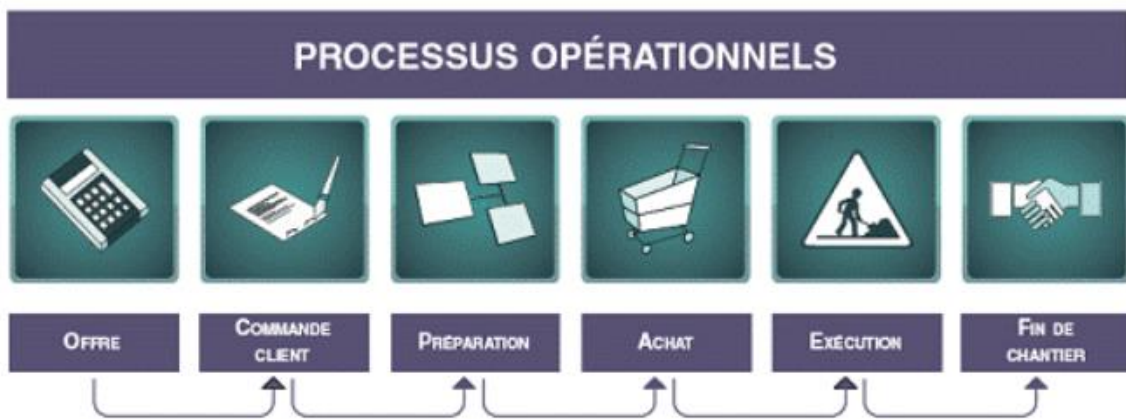 PROCESSUS OPÉRATIONNELS
OFFRE
COMMANDE
CLIENT
PRÉPARATION
ACHAT
EXÉCUTION
FIN DE
CHANTIER